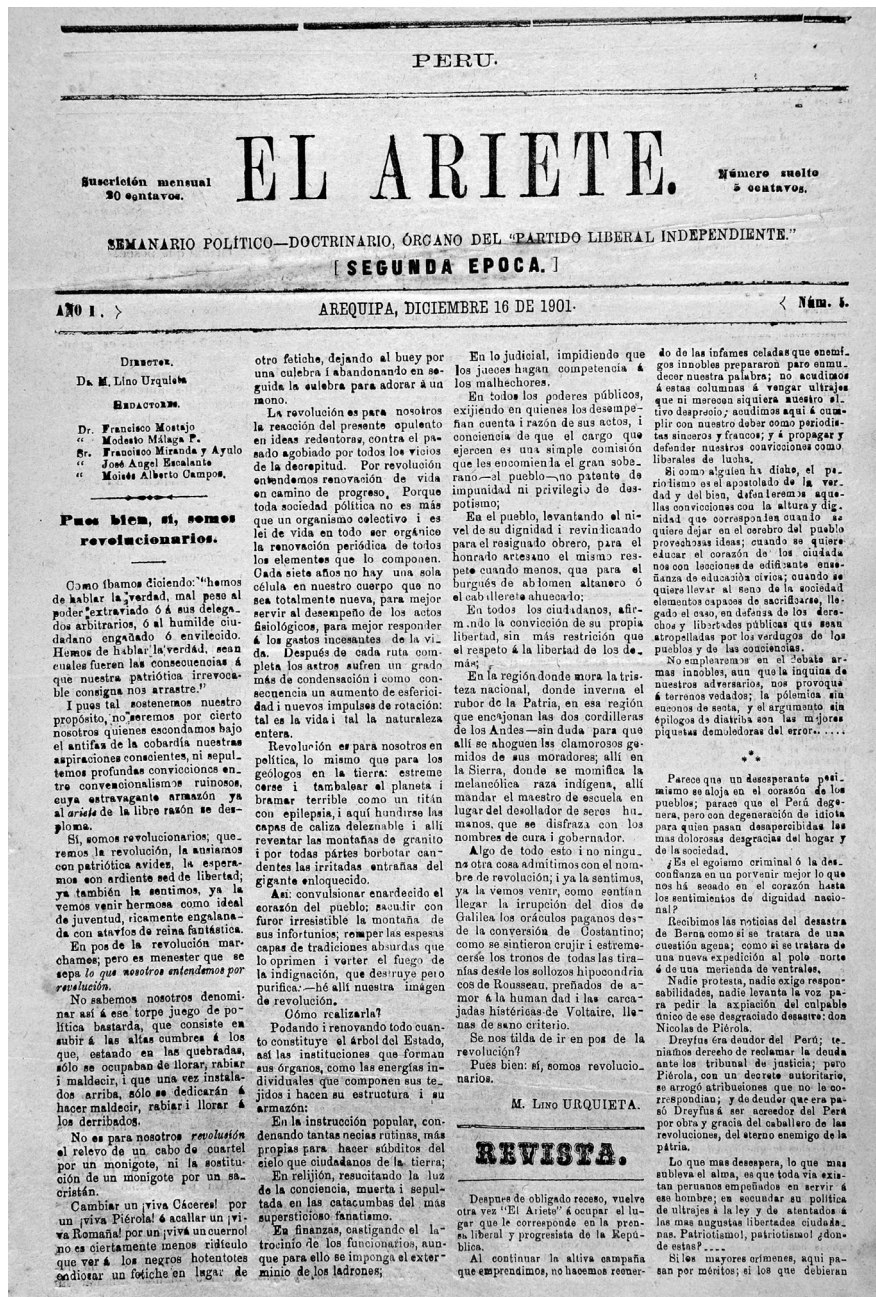 PERU.
EL ARIETE.
Suscrición mensual
20 centavos.
Número suelto
5 centavos.
SEMANARIO POLÍTICO—DOCTRINARIO, ÓRGANO DEL "PARTIDO LIBERAL INDEPENDIENTE."
[SEGUNDA EPOCA.]
AÑO I.
AREQUIPA, DICIEMBRE 16 DE 1901.
Núm. 5.
DIRECTOR.
DR. M. Lino Urquieta
REDACTORES.
Dr. Francisco Mostajo
" Modesto Málaga P.
Sr. Francisco Miranda y Ayulo
" José Angel Escalante
" Moisés Alberto Campos.
Pues bien, sí, somos
revolucionarios.
Como íbamos diciendo: "hemos
de hablar la verdad, mal pese al
poder extraviado ó á sus delega-
dos arbitrarios, ó al humilde ciu-
dadano engañado ó envilecido.
Hemos de hablar la verdad, sean
cuales fueren las consecuencias á
que nuestra patriótica irrevoca-
ble consigna nos arrastre."
I pues tal sostenemos nuestro
propósito, no seremos por cierto
nosotros quienes escondamos bajo
el antifas de la cobardía nuestras
aspiraciones conscientes, ni sepul-
temos profundas convicciones en-
tre convencionalismos ruinosos,
cuya estravagante armazón ya
al ariete de la libre razón se des-
ploma.
Sí, somos revolucionarios; que-
remos la revolución, la ansiamos
con patriótica avidez, la espera-
mos con ardiente sed de libertad;
ya también la sentimos, ya la
vemos venir hermosa como ideal
de juventud, ricamente engalana-
da con atavíos de reina fantástica.
En pos de la revolución mar-
chamos; pero es menester que se
sepa lo que nosotros entendemos por
revolución.
No sabemos nosotros denomi-
nar así á ese torpe juego de po-
lítica bastarda, que consiste en
subir á las altas cumbres á los
que, estando en las quebradas,
sólo se ocupaban de llorar, rabiar
i maldecir, i que una vez instala-
dos arriba, sólo se dedicarán á
hacer maldecir, rabiar i llorar á
los derribados.
No es para nosotros revolución
el relevo de un cabo de cuartel
por un monigote, ni la sostitu-
ción de un monigote por un sa-
cristán.
Cambiar un ¡viva Cáceres! por
un ¡viva Piérola! ó acallar un ¡vi-
va Romaña! por un ¡vivá un cuerno!
no es ciertamente menos ridículo
que ver á los negros hotentotes
endiosar un fetiche en lugar de
otro fetiche, dejando al buey por
una culebra i abandonando en se-
guida la culebra para adorar á un
mono.
La revolución es para nosotros
la reacción del presente opulento
en ideas redentoras, contra el pa-
sado agobiado por todos los vicios
de la decrepitud. Por revolución
entendemos renovación de vida
en camino de progreso. Porque
toda sociedad política no es más
que un organismo colectivo i es
lei de vida en todo ser orgánico
la renovación periódica de todos
los elementos que lo componen.
Cada siete años no hay una sola
célula en nuestro cuerpo que no
sea totalmente nueva, para mejor
servir al desempeño de los actos
fisiológicos, para mejor responder
á los gastos incesantes de la vi-
da. Después de cada ruta com-
pleta los astros sufren un grado
más de condensación i como con-
secuencia un aumento de esferici-
dad i nuevos impulses de rotación:
tal es la vida i tal la naturaleza
entera.
Revolución es para nosotros en
política, lo mismo que para los
geólogos en la tierra: estreme
cerse i tambalear el planeta i
bramar terrible como un titán
con epilepsia, i aquí hundirse las
capas de caliza deleznable i allí
reventar las montañas de granito
i por todas pártes borbotar can-
dentes las irritadas entrañas del
gigante enloquecido.
Así: convulsionar enardecido el
corazón del pueblo; sacudir con
furor irresistible la montaña de
sus infortunios; romper las espesas
capas de tradiciones absurdas que
lo oprimen i verter el fuego de
la indignación, que destruye pero
purifica:—hé allí nuestra imágen
de revolución.
Cómo realizarla?
Podando i renovando todo cuan-
to constituye el árbol del Estado,
así las instituciones que forman
sus órganos, como las energías in-
dividuales que componen sus te-
jidos i hacen su estructura i su
armazón:
En la instrucción popular, con-
denando tantas necias rutinas, más
propias para hacer súbditos del
cielo que ciudadanos de la tierra;
En relijión, resucitando la luz
de la conciencia, muerta i sepul-
tada en las catacumbas del más
supersticioso fanatismo.
En finanzas, castigando el la-
trocinio de los funcionarios, aun-
que para ello se imponga el exter-
minio de los ladrones;
En lo judicial, impidiendo que
los jueces hagan competencia á
los malhechores.
En todos los poderes públicos,
exijiendo en quienes los desempe-
ñan cuenta i razón de sus actos, i
conciencia de que el cargo que
ejercen es una simple comisión
que les encomienda el gran sobe-
rano—el pueblo—,no patente de
impunidad ni privilegio de des-
potismo;
En el pueblo, levantando el ni-
vel de su dignidad i revindicando
para el resignado obrero, para el
honrado artesano el mismo res-
peto cuando menos, que para el
burgués de abdomen altanero ó
el caballerete ahuecado;
En todos los ciudadanos, afir-
mando la convicción de su propia
libertad, sin más restrición que
el respeto á la libertad de los de-
más;
En la región donde mora la tris-
teza nacional, donde inverna el
rubor de la Patria, en esa región
que encajonan las dos cordilleras
de los Andes—sin duda para que
allí se ahoguen los clamorosos ge-
midos de sus moradores; allí en
la Sierra, donde se momifica la
melancólica raza indígena, allí
mandar el maestro de escuela en
lugar del desollador de seres hu-
manos, que se disfraza con los
nombres de cura i gobernador.
Algo de todo esto i no ningu-
na otra cosa admitimos con el nom-
bre de revolución; i ya la sentimos,
ya la vemos venir, como sentían
llegar la irrupción del dios de
Galilea los oráculos paganos des-
de la conversión de Costantino;
como se sintieron crujir i estreme-
cerse los tronos de todas las tira-
nías desde los sollozos hipocondria
cos de Rousseau, preñados de a-
mor á la human dad i las carca-
jadas histéricas de Voltaire, lle-
nas de sano criterio.
Se nos tilda de ir en pos de la
revolución?
Pues bien: sí, somos revolucio-
narios.
M. LINO URQUIETA.
REVISTA.
Despues de obligado receso, vuelve
otra vez "El Ariete" á ocupar el lu-
gar que le corresponde en la pren-
sa liberal y progresista de la Repú-
blica.
Al continuar la altiva campaña
que emprendimos, no hacemos recuer-
do de las infames celadas que enemi-
gos innobles prepararon para enmu-
decer nuestra palabra; no acudimos
á estas columnas á vengar ultrajes
que ni merecen siquiera nuestro al-
tivo desprecio; acudimos aquí á cum-
plir con nuestro deber como periodis-
tas sinceros y francos; y á propagar y
defender nuestras convicciones como
liberales de lucha.
Si como alguien ha dicho, el pe-
riodismo es el apostolado de la ver-
dad y del bien, defenderemos aque-
llas convicciones con la altura y dig-
nidad que corresponden cuando se
quiere dejar en el cerebro del pueblo
provechosas ideas; cuando se quiere
educar el corazón de los ciudada
nos con lecciones de edificante ense-
ñanza de educación cívica; cuando se
quiere llevar al seno de la sociedad
elementos capaces de sacrificarse, lle-
gado el caso, en defensa de los dere-
chos y libertades públicas que sean
atropelladas por los verdugos de los
pueblos y de las conciencias.
No emplearemos en el debate ar-
mas innobles, aun que la inquina de
nuestros adversarios, nos provoque
á terrenos vedados; la pólemica sin
enconos de senta, y el argumento sin
épilogos de diatriba son las mejores
piquetas demoledoras del error......
***
Parece que un desesperante pesi-
mismo se aloja en el corazón de los
pueblos; parece que el Perú dege-
nera, pero con degeneración de idiota
para quien pasan desapercibidas las
mas dolorosas desgracias del hogar y
de la sociedad.
¿Es el egoismo criminal ó la des-
confianza en un porvenir mejor lo que
nos há secado en el corazón hasta
los sentimientos de dignidad nacio-
nal?
Recibimos las noticias del desastre
de Berna como si se tratara de una
cuestión agena; como si se tratara de
una nueva expedición al polo norte
ó de una merienda de ventrales.
Nadie protesta, nadie exige respon-
sabilidades, nadie levanta la voz pa-
ra pedir la axpiación del culpable
único de ese desgraciado desastre: don
Nicolas de Piérola.
Dreyfus éra deudor del Perú; te-
niamos derecho de reclamar la deuda
ante los tribunal de justicia; pero
Piérola, con un decreto autoritario,
se arrogó atribuciones que no le co-
rrespondian; y de deudor que era pa-
só Dreyfus á ser acreedor del Perú
por obra y gracia del caballero de las
revoluciones, del eterno enemigo de la
pátria.
Lo que mas desespera, lo que mas
subleva el alma, es que toda via exis-
tan peruanos empeñados en servir á
ese hombre; en secundar su política
de ultrajes á la ley y de atentados á
las mas augustas libertades ciudada-
nas. Patriotismo!, patriotismo! ¿don-
de estas?....
Si los mayores crímenes, aquí pa-
san por méritos; si los que debieran